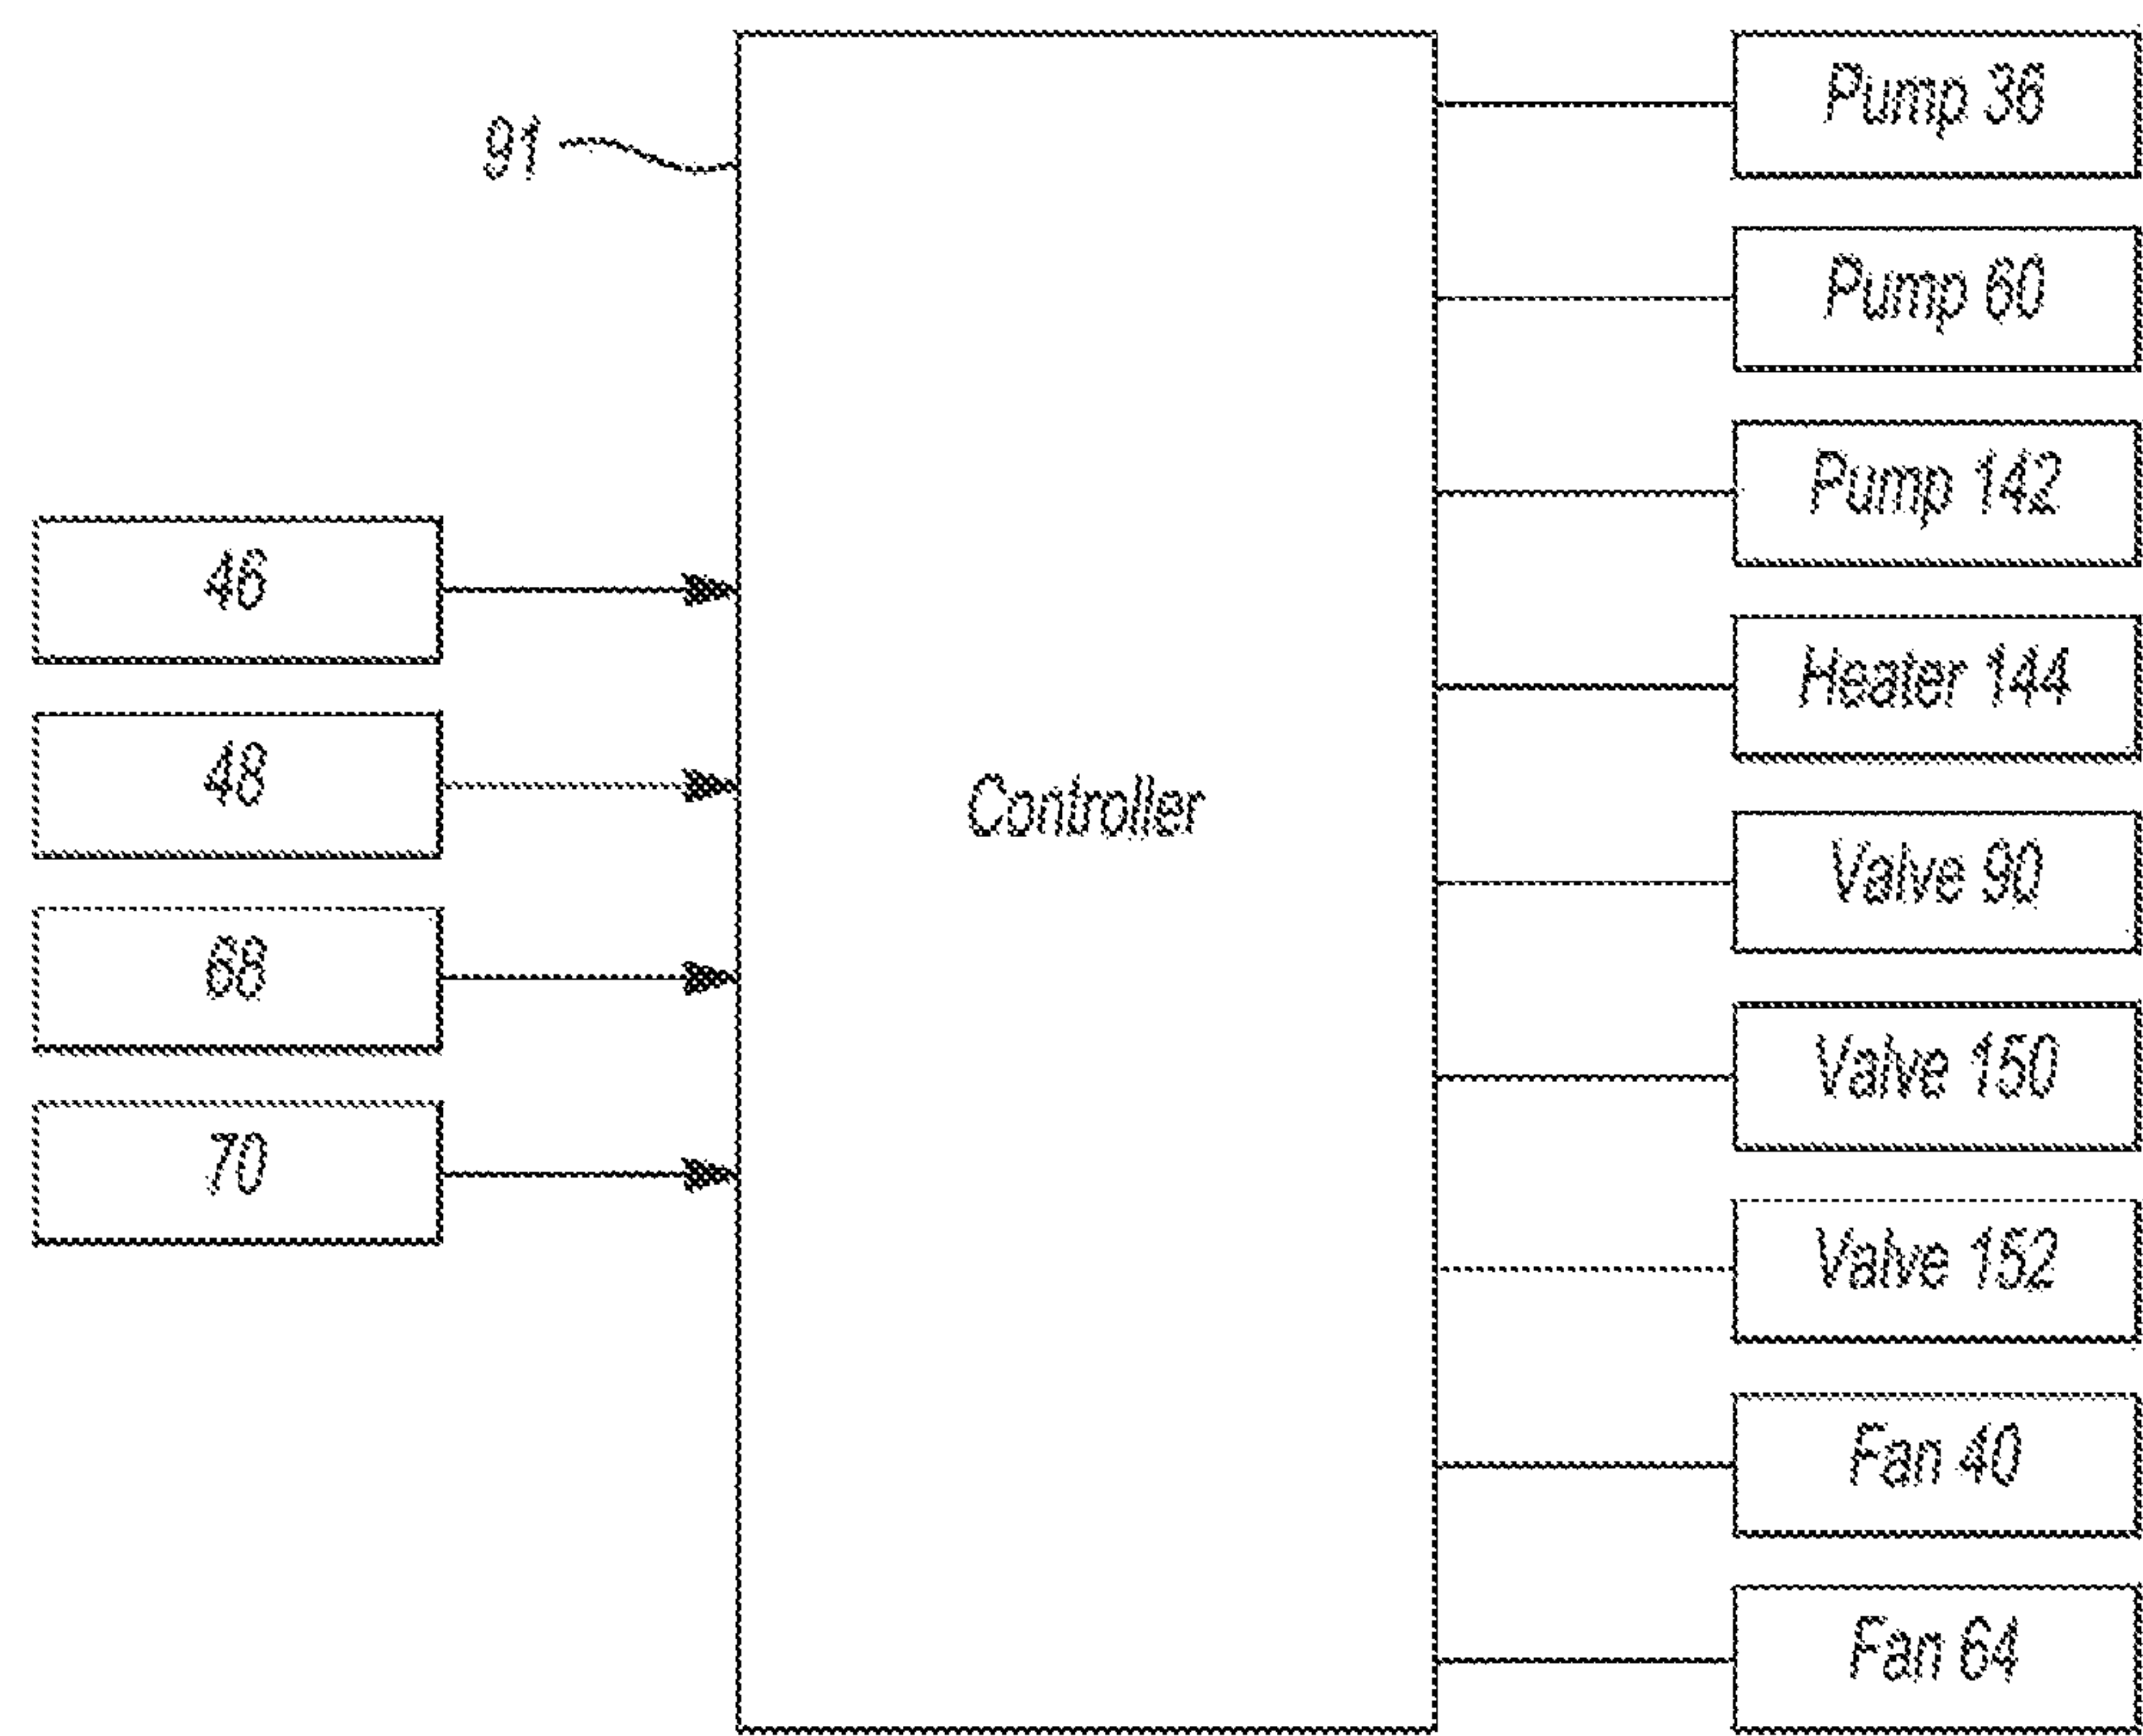 91
46
48
68
70
Controller
Pump 36
Pump 60
Pump 142
Heater 144
Valve 90
Valve 150
Valve 152
Fan 40
Fan 64